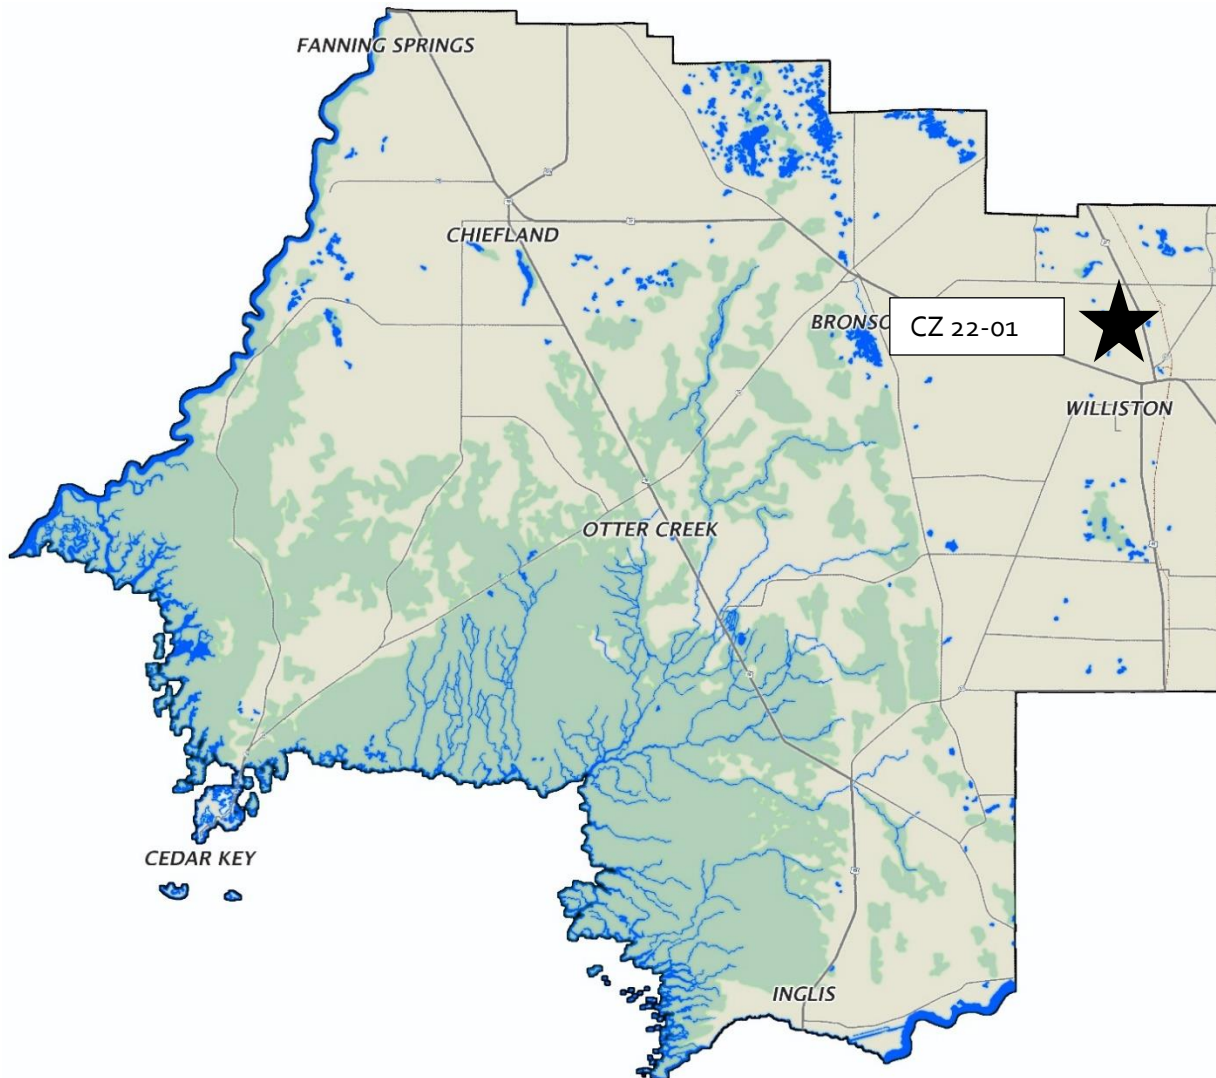 FANNING SPRINGS
CHIEFLAND
BRONSO
CZ 22-01
WILLISTON
OTTER CREEK
CEDAR KEY
INGLIS